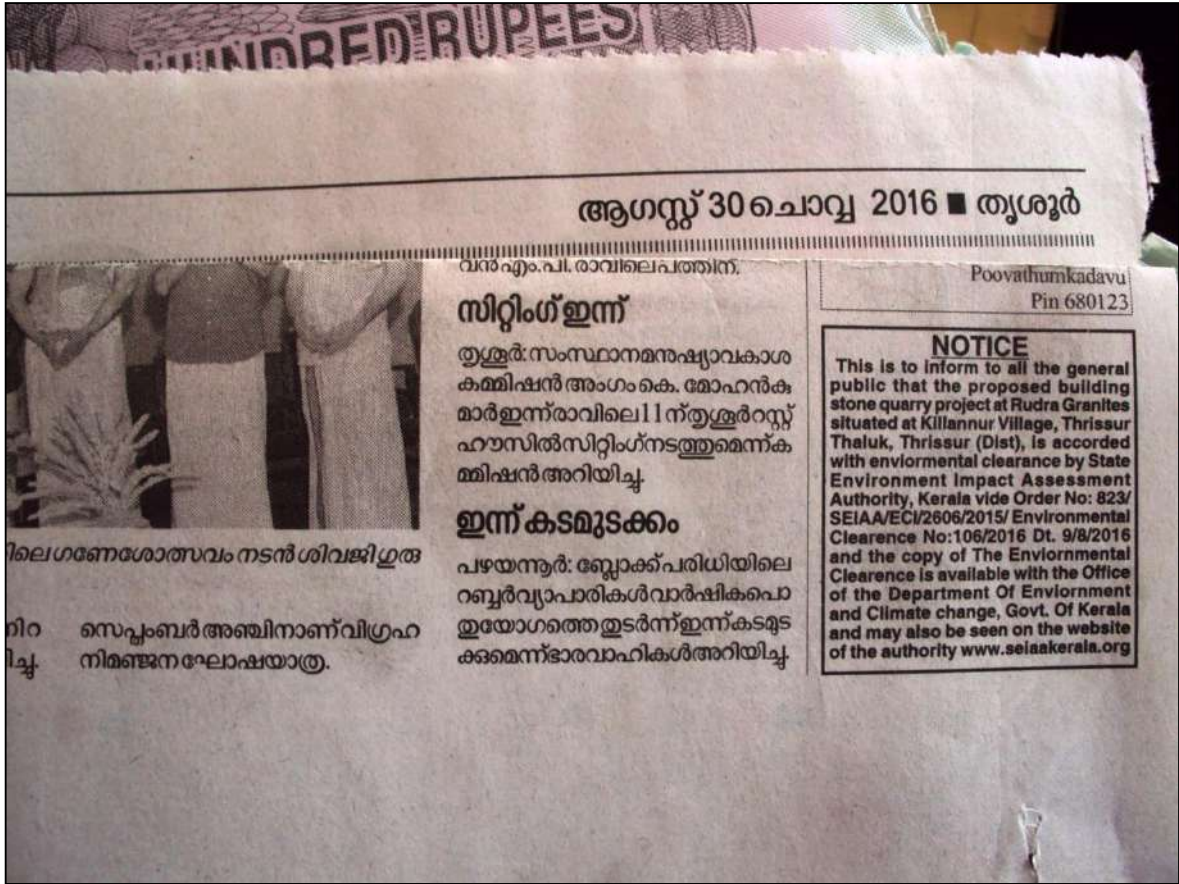 HUNDRED RUPEES
ആഗസ്റ്റ് 30 ചൊവ്വ 2016 ■ തൃശൂർ
വൻ എം.പി. രാവിലെ പത്തിന്.
സിറ്റിംഗ് ഇന്ന്
തൃശൂർ: സംസ്ഥാന മനുഷ്യാവകാശ
കമ്മിഷൻ അംഗം കെ. മോഹൻകു
മാർ ഇന്ന് രാവിലെ 11ന് തൃശൂർ റസ്റ്റ്
ഹൗസിൽ സിറ്റിംഗ് നടത്തുമെന്ന് ക
മ്മിഷൻ അറിയിച്ചു.
ഇന്ന് കടമുടക്കം
പഴയന്നൂർ: ബ്ലോക്ക് പരിധിയിലെ
റബ്ബർ വ്യാപാരികൾ വാർഷികപൊ
തുയോഗത്തെ തുടർന്ന് ഇന്ന് കടമുട
ക്കുമെന്ന് ഭാരവാഹികൾ അറിയിച്ചു.
ിലെ ഗണേശോത്സവം നടൻ ശിവജി ഗുരു
സെപ്തംബർ അഞ്ചിനാണ് വിഗ്രഹ
നിമഞ്ജന ഘോഷയാത്ര.
Poovathumkadavu
Pin 680123
NOTICE
This is to inform to all the general
public that the proposed building
stone quarry project at Rudra Granites
situated at Killannur Village, Thrissur
Thaluk, Thrissur (Dist), is accorded
with enviormental clearance by State
Environment Impact Assessment
Authority, Kerala vide Order No: 823/
SEIAA/ECI/2606/2015/ Environmental
Clearence No:106/2016 Dt. 9/8/2016
and the copy of The Enviornmental
Clearence is available with the Office
of the Department Of Enviornment
and Climate change, Govt. Of Kerala
and may also be seen on the website
of the authority www.seiaakerala.org